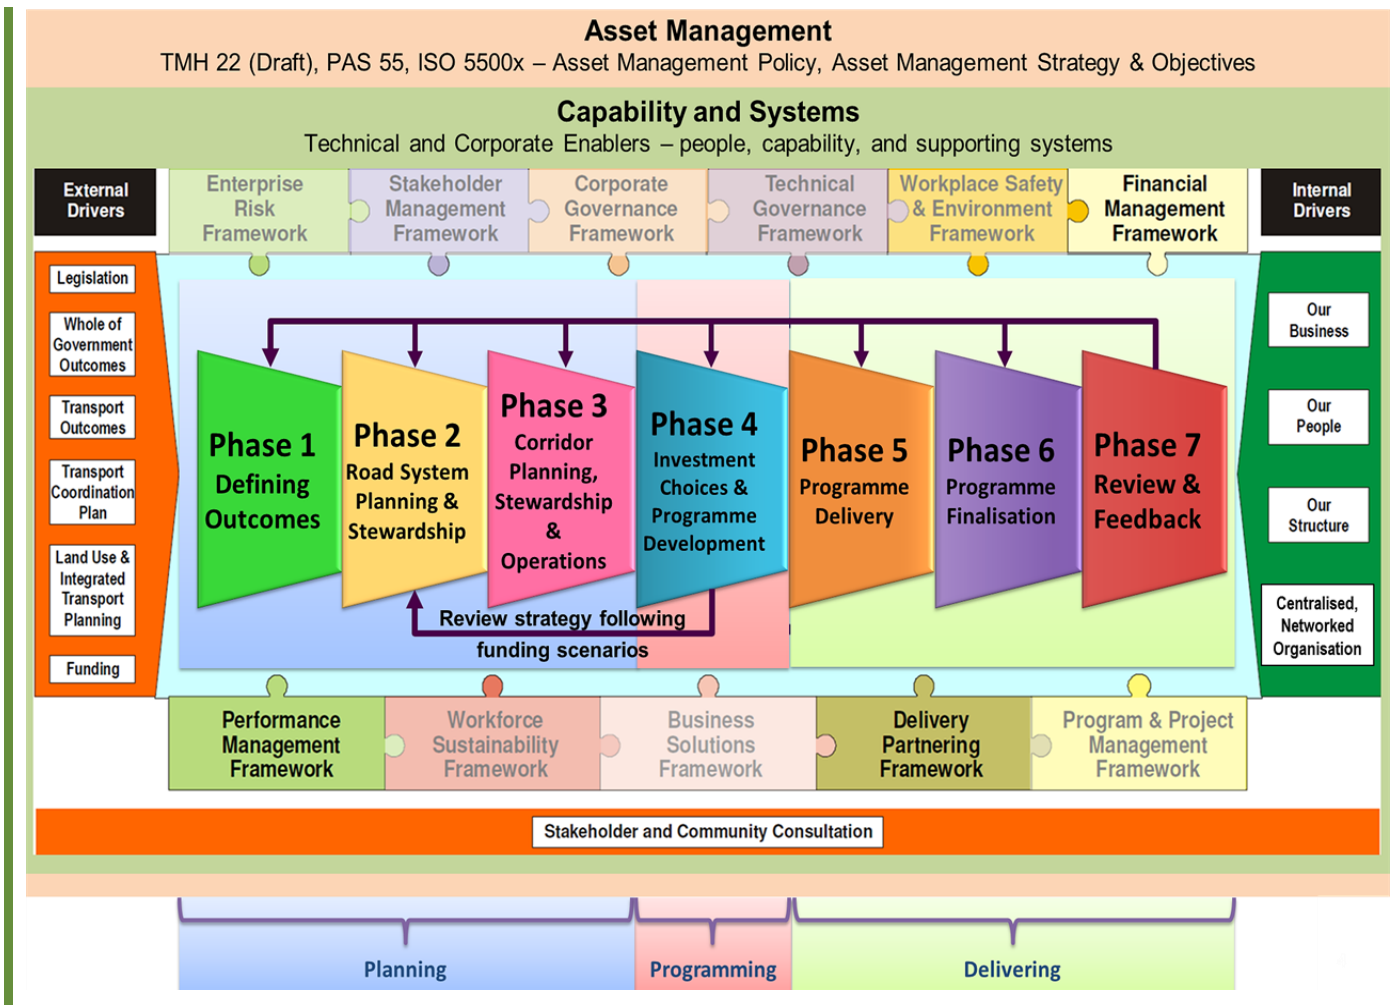 Asset Management
TMH 22 (Draft), PAS 55, ISO 5500x – Asset Management Policy, Asset Management Strategy & Objectives
Capability and Systems
Technical and Corporate Enablers – people, capability, and supporting systems
External
Drivers
Enterprise
Risk
Framework
Stakeholder
Management
Framework
Corporate
Governance
Framework
Technical
Governance
Framework
Workplace Safety
& Environment
Framework
Financial
Management
Framework
Internal
Drivers
Legislation
Whole of
Government
Outcomes
Transport
Outcomes
Transport
Coordination
Plan
Land Use &
Integrated
Transport
Planning
Funding
Phase 1
Defining
Outcomes
Phase 2
Road System
Planning &
Stewardship
Phase 3
Corridor
Planning,
Stewardship
&
Operations
Phase 4
Investment
Choices &
Programme
Development
Phase 5
Programme
Delivery
Phase 6
Programme
Finalisation
Phase 7
Review &
Feedback
Review strategy following
funding scenarios
Our
Business
Our
People
Our
Structure
Centralised,
Networked
Organisation
Performance
Management
Framework
Workforce
Sustainability
Framework
Business
Solutions
Framework
Delivery
Partnering
Framework
Program & Project
Management
Framework
Stakeholder and Community Consultation
Planning
Programming
Delivering